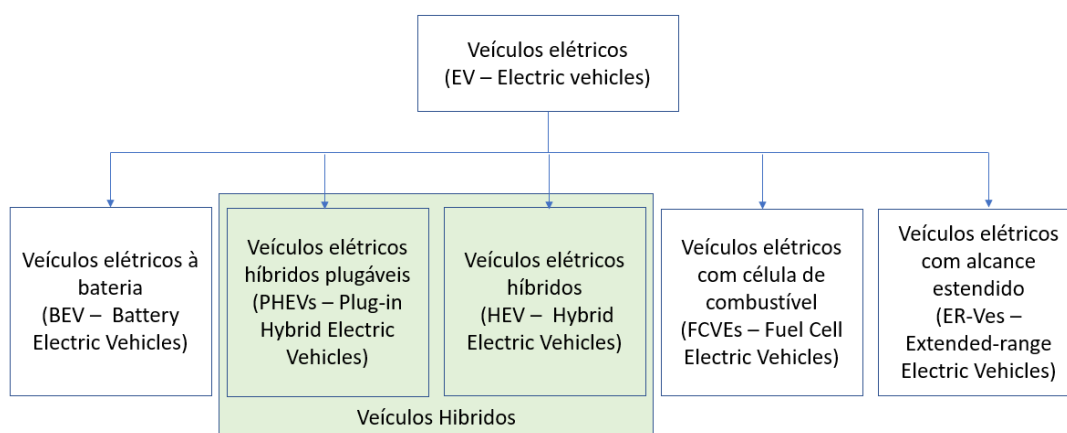 Veículos elétricos
(EV – Electric vehicles)
Veículos elétricos à
bateria
(BEV – Battery
Electric Vehicles)
Veículos elétricos
híbridos plugáveis
(PHEVs – Plug-in
Hybrid Electric
Vehicles)
Veículos elétricos
híbridos
(HEV – Hybrid
Electric Vehicles)
Veículos elétricos
com célula de
combustível
(FCVEs – Fuel Cell
Electric Vehicles)
Veículos elétricos
com alcance
estendido
(ER-Ves –
Extended-range
Electric Vehicles)
Veículos Hibridos